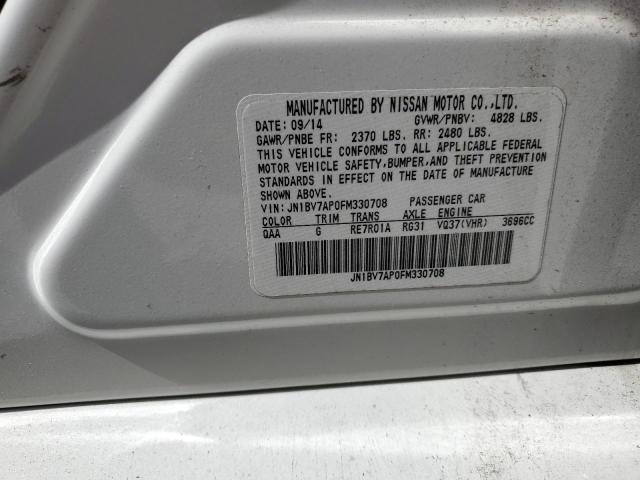 MANUFACTURED BY NISSAN MOTOR CO.,LTD.
DATE: 09/14 GVWR/PNBV: 4828 LBS.
GAWR/PNBE FR: 2370 LBS. RR: 2480 LBS.
THIS VEHICLE CONFORMS TO ALL APPLICABLE FEDERAL
MOTOR VEHICLE SAFETY,BUMPER,AND THEFT PREVENTION
STANDARDS IN EFFECT ON THE DATE OF MANUFACTURE
SHOWN ABOVE.
VIN: JN1BV7AP0FM330708 PASSENGER CAR
COLOR TRIM TRANS AXLE ENGINE
QAA G RE7R01A RG31 VQ37(VHR) 3696CC
JN1BV7AP0FM330708